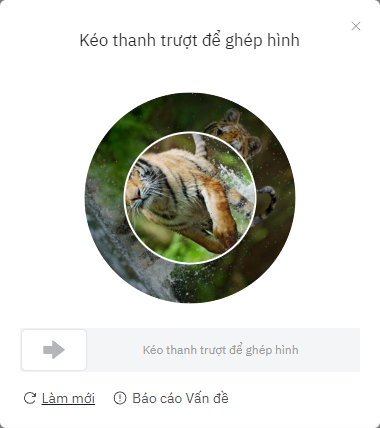 Kéo thanh trượt để ghép hình
Kéo thanh trượt để ghép hình
Làm mới
Báo cáo Vấn đề